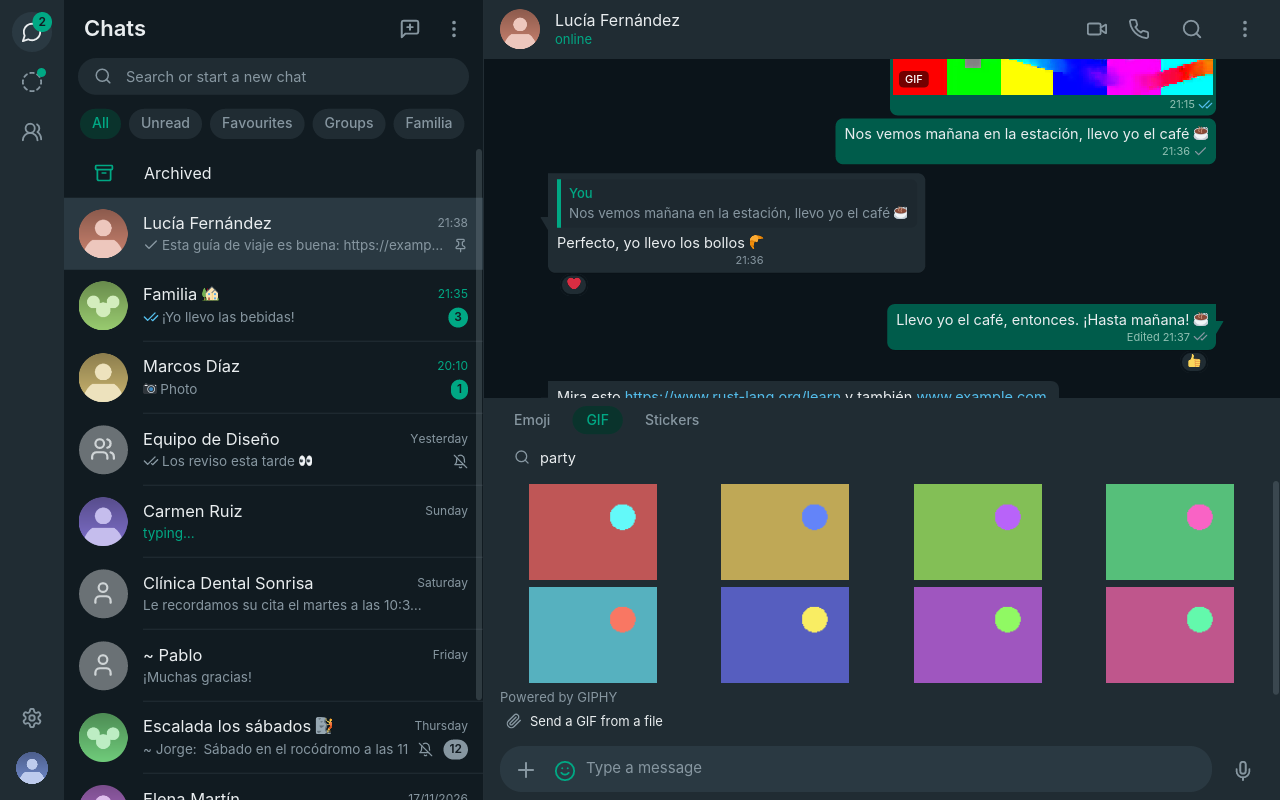 2
Chats
Search or start a new chat
All
Unread
Favourites
Groups
Familia
Archived
Lucía Fernández
21:38
Esta guía de viaje es buena: https://examp...
Familia 🏡
21:35
¡Yo llevo las bebidas!
3
Marcos Díaz
20:10
📷 Photo
1
Equipo de Diseño
Yesterday
Los reviso esta tarde 👀
Carmen Ruiz
Sunday
typing...
Clínica Dental Sonrisa
Saturday
Le recordamos su cita el martes a las 10:3...
~ Pablo
Friday
¡Muchas gracias!
Escalada los sábados 🧗
Thursday
~ Jorge: Sábado en el rocódromo a las 11
12
Elena Martín
17/11/2026
Lucía Fernández
online
GIF
21:15
Nos vemos mañana en la estación, llevo yo el café ☕
21:36
You
Nos vemos mañana en la estación, llevo yo el café ☕
Perfecto, yo llevo los bollos 🥐
21:36
❤️
Llevo yo el café, entonces. ¡Hasta mañana! ☕
Edited 21:37
👍
Mira esto https://www.rust-lang.org/learn y también www.example.com
Emoji
GIF
Stickers
party
Powered by GIPHY
Send a GIF from a file
Type a message